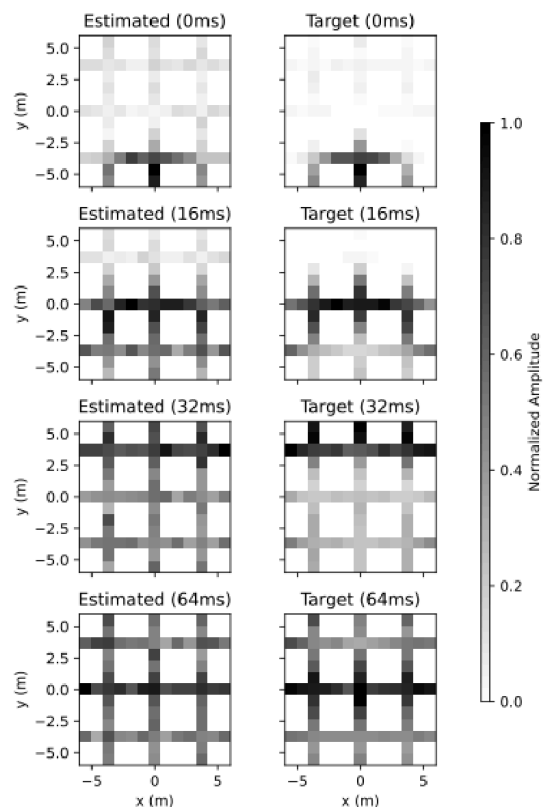 Estimated (0ms) Target (0ms)
5.0
2.5
0.0
−2.5
−5.0
y (m)
1.0
Estimated (16ms) Target (16ms)
5.0
2.5
0.0
−2.5
−5.0
y (m)
0.8
0.6
Estimated (32ms) Target (32ms)
5.0
2.5
0.0
−2.5
−5.0
y (m)
0.4
Normalized Amplitude
Estimated (64ms) Target (64ms)
5.0
2.5
0.0
−2.5
−5.0
y (m)
0.2
0.0
−5 0 5 −5 0 5
x (m) x (m)